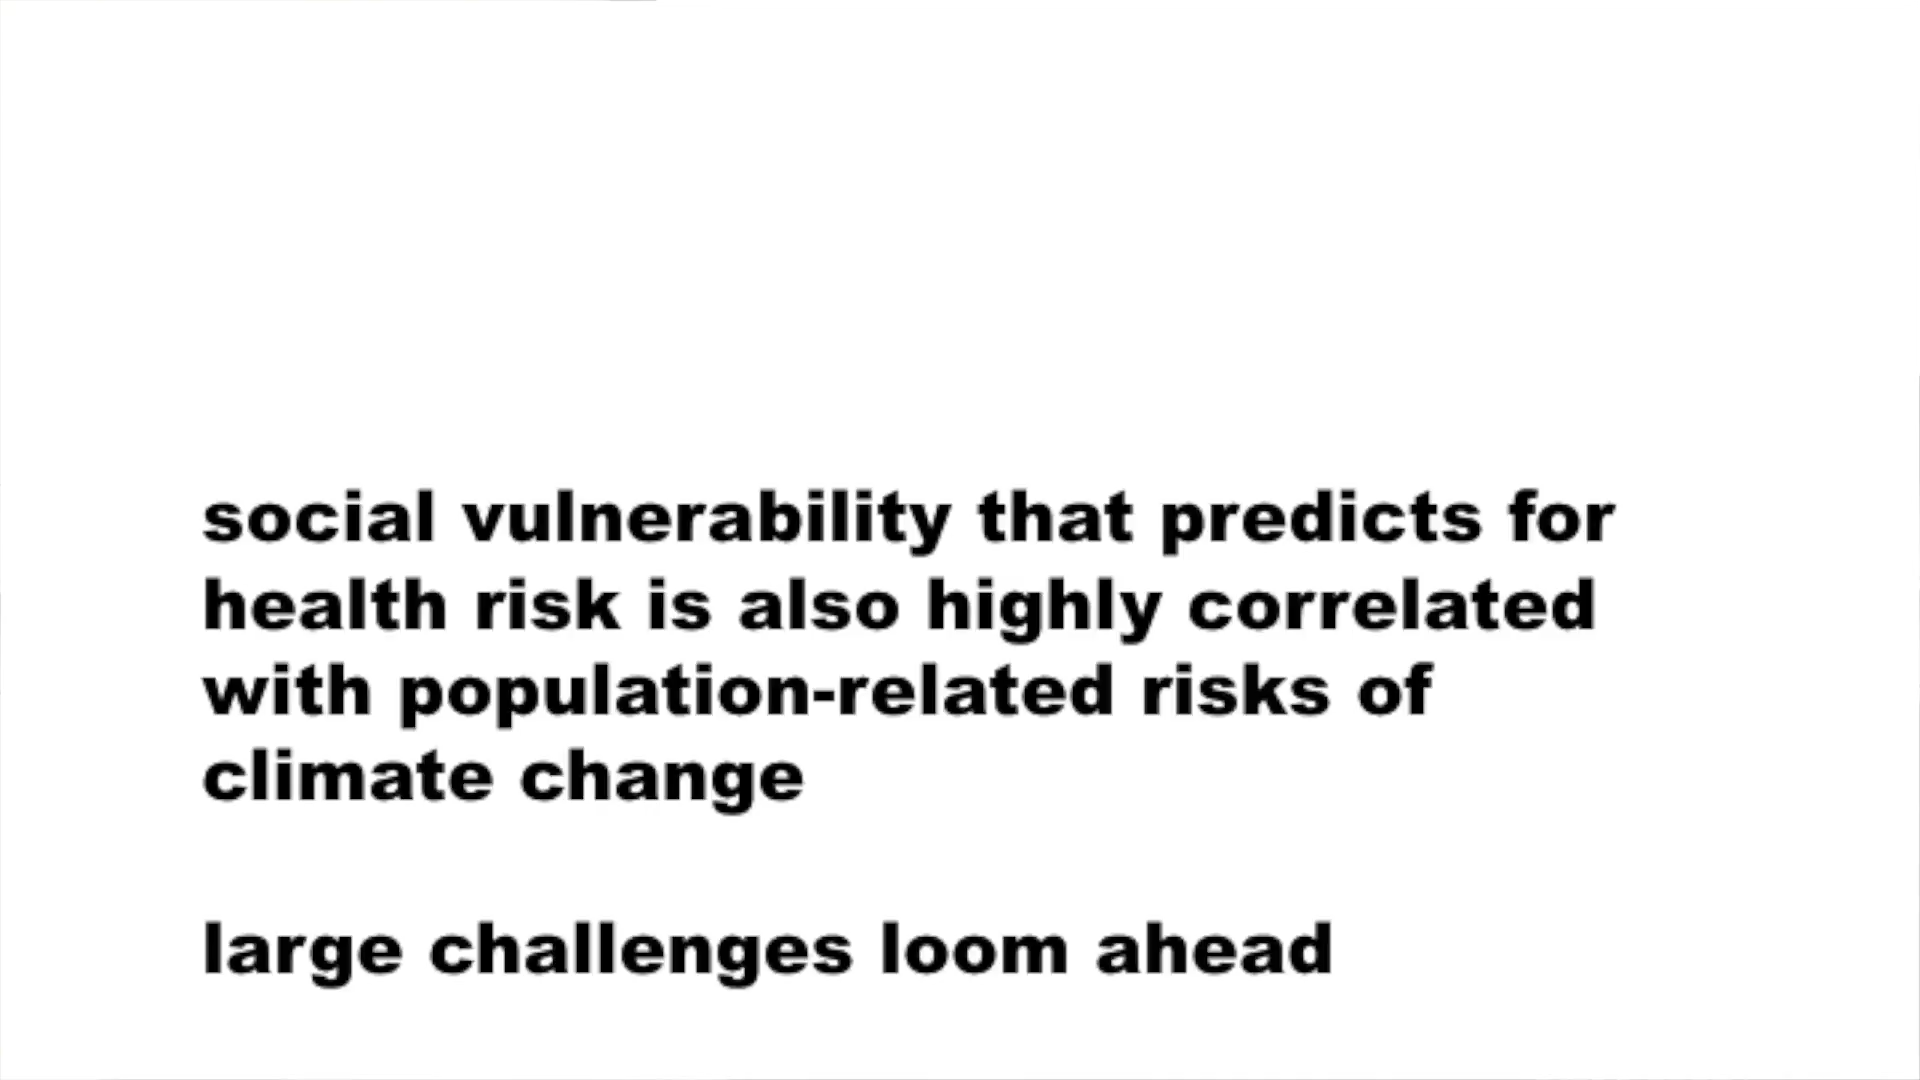 social vulnerability that predicts for
health risk is also highly correlated
with population-related risks of
climate change
large challenges loom ahead